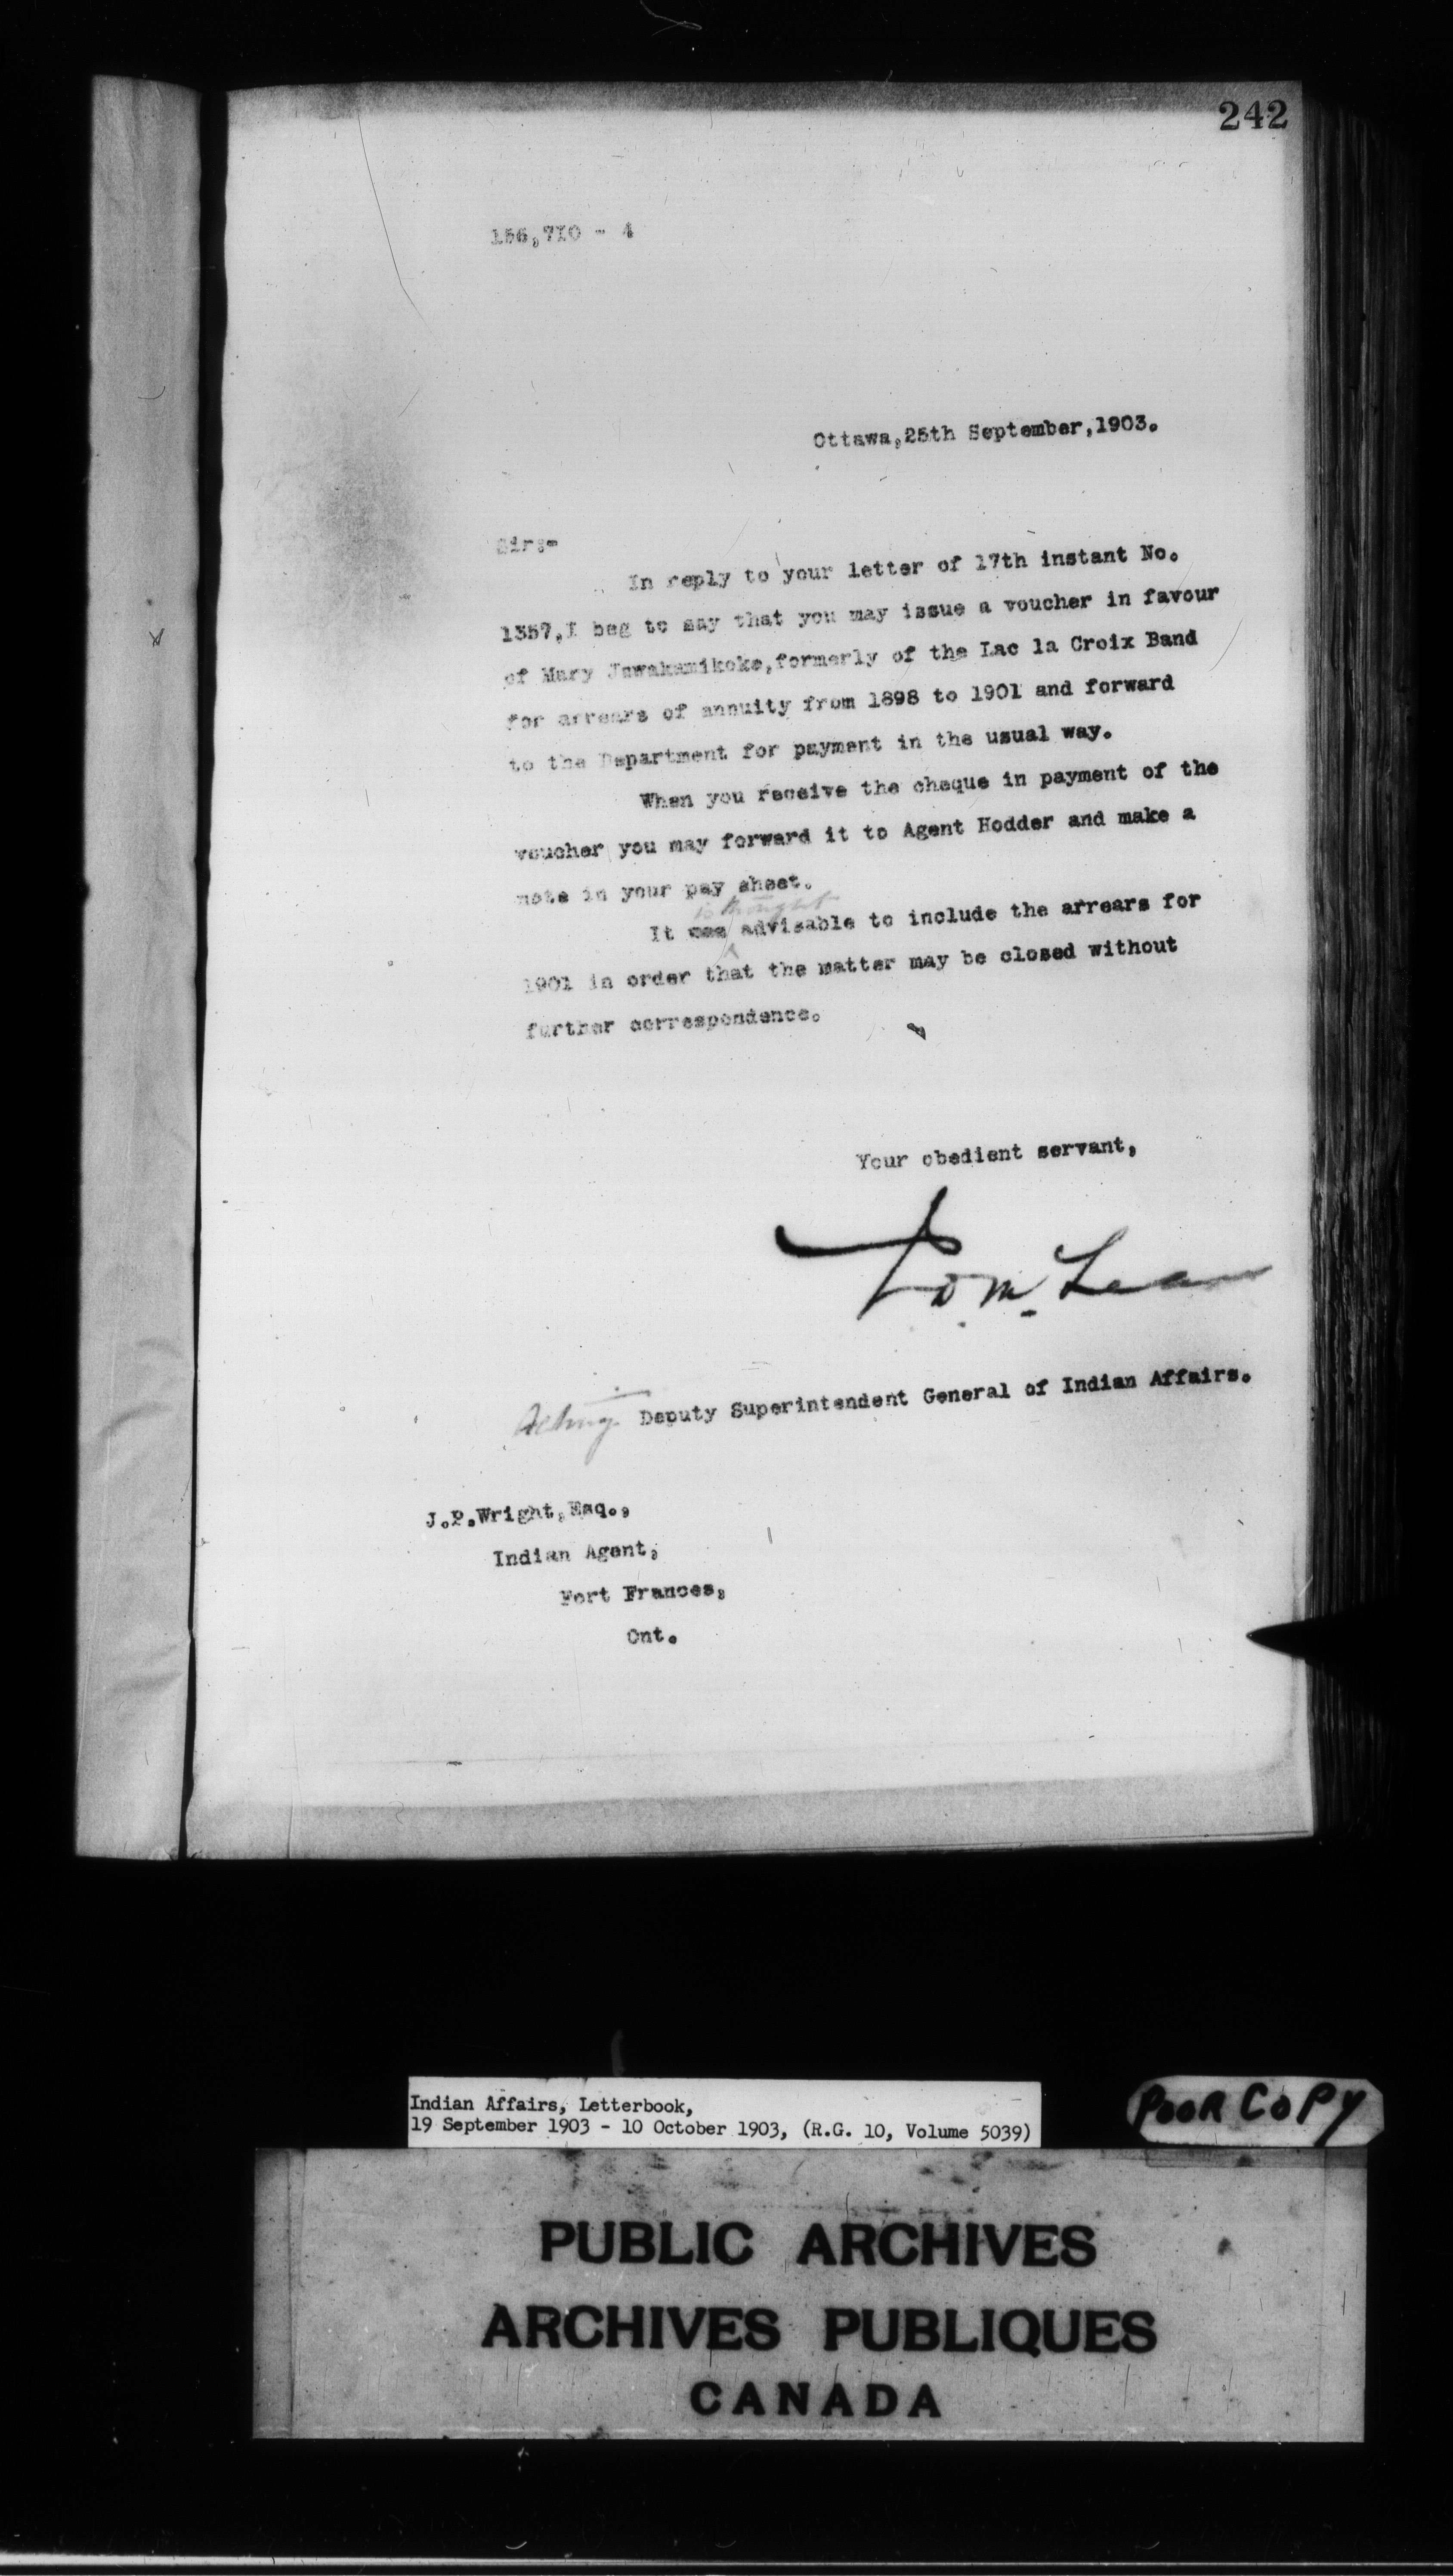 242
156,7I0 - 4
Ottawa,25th September,1903.
Sir:-
In reply to your letter of 17th instant No.
1357,I beg to say that you may issue a voucher in favour
of Mary Jawakamikoke,formerly of the Lac la Croix Band
for arrears of annuity from 1898 to 1901 and forward
to the Department for payment in the usual way.
When you receive the cheque in payment of the
voucher you may forward it to Agent Hodder and make a
note in your pay sheet.
is thought
It was advisable to include the arrears for
1901 in order that the matter may be closed without
further correspondence.
Your obedient servant,
McLean
Acting Deputy Superintendent General of Indian Affairs.
J.P.Wright,Esq.,
Indian Agent,
Fort Frances,
Ont.
Indian Affairs, Letterbook,
19 September 1903 - 10 October 1903, (R.G. 10, Volume 5039)
POOR COPY
PUBLIC ARCHIVES
ARCHIVES PUBLIQUES
CANADA